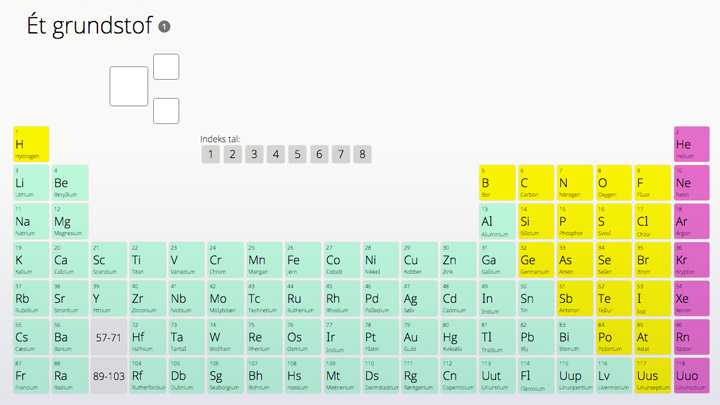 Ét grundstof 1
Indeks tal:
1 2 3 4 5 6 7 8
1 2
H He
Hydrogen Helium
3 4 5 6 7 8 9 10
Li Be B C N O F Ne
Lithium Beryllium Bor Carbon Nitrogen Oxygen Fluor Neon
11 12 13 14 15 16 17 18
Na Mg Al Si P S Cl Ar
Natrium Magnesium Aluminium Silicium Phosphor Svovl Chlor Argon
19 20 21 22 23 24 25 26 27 28 29 30 31 32 33 34 35 36
K Ca Sc Ti V Cr Mn Fe Co Ni Cu Zn Ga Ge As Se Br Kr
Kalium Calcium Scandium Titan Vanadium Chrom Mangan Jern Cobalt Nikkel Kobber Zink Gallium Germanium Arsen Selen Brom Krypton
37 38 39 40 41 42 43 44 45 46 47 48 49 50 51 52 53 54
Rb Sr Y Zr Nb Mo Tc Ru Rh Pd Ag Cd In Sn Sb Te I Xe
Rubidium Strontium Yttrium Zirconium Niobium Molybdæn Technetium Ruthenium Rhodium Palladium Sølv Cadmium Indium Tin Antimon Tellur Iod Xenon
55 56 72 73 74 75 76 77 78 79 80 81 82 83 84 85 86
Cs Ba 57-71 Hf Ta W Re Os Ir Pt Au Hg Tl Pb Bi Po At Rn
Cæsium Barium Hafnium Tantal Wolfram Rhenium Osmium Iridium Platin Guld Kviksølv Thallium Bly Bismuth Polonium Astat Radon
87 88 104 105 106 107 108 109 110 111 112 113 114 115 116 117 118
Fr Ra 89-103 Rf Db Sg Bh Hs Mt Ds Rg Cn Uut Fl Uup Lv Uus Uuo
Francium Radium Rutherfordium Dubnium Seaborgium Bohrium Hassium Meitnerium Darmstadtium Røntgenium Copernicium Ununtrium Flerovium Ununpentium Livermorium Ununseptium Ununoctium